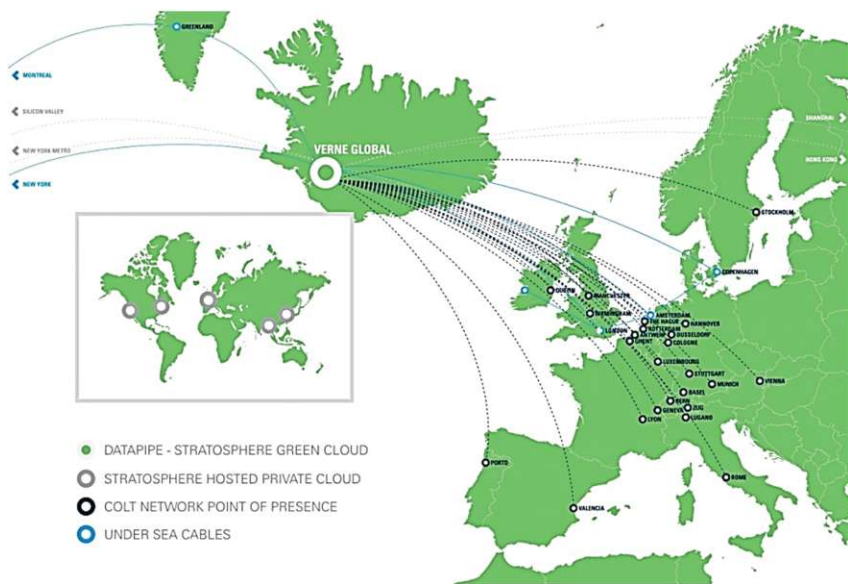 GREENLAND
MONTREAL
SILICON VALLEY
NEW YORK METRO
NEW YORK
VERNE GLOBAL
SHANGHAI
HONG KONG
STOCKHOLM
COPENHAGEN
DUBLIN
MANCHESTER
BIRMINGHAM
LONDON
AMSTERDAM
THE HAGUE
ROTTERDAM
ANTWERP
GHENT
HANNOVER
DUSSELDORF
COLOGNE
LUXEMBOURG
STUTTGART
MUNICH
VIENNA
BASEL
BERN
ZUG
GENEVA
LUGANO
LYON
PORTO
VALENCIA
ROME
DATAPIPE - STRATOSPHERE GREEN CLOUD
STRATOSPHERE HOSTED PRIVATE CLOUD
COLT NETWORK POINT OF PRESENCE
UNDER SEA CABLES